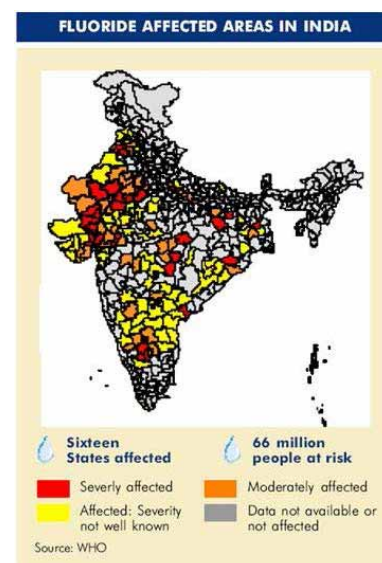 FLUORIDE AFFECTED AREAS IN INDIA
Sixteen
States affected
66 million
people at risk
Severly affected
Moderately affected
Affected: Severity
not well known
Data not available or
not affected
Source: WHO